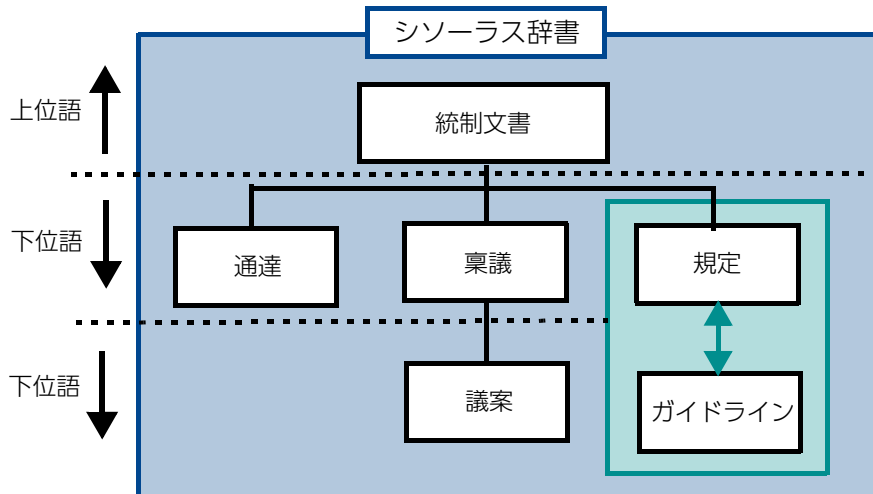 シソーラス辞書
上位語
統制文書
下位語
通達
稟議
規定
下位語
議案
ガイドライン